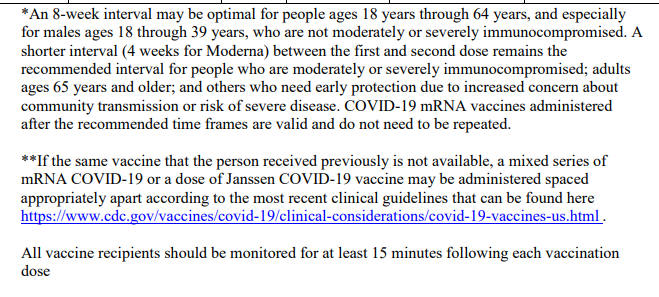 *An 8-week interval may be optimal for people ages 18 years through 64 years, and especially
for males ages 18 through 39 years, who are not moderately or severely immunocompromised. A
shorter interval (4 weeks for Moderna) between the first and second dose remains the
recommended interval for people who are moderately or severely immunocompromised; adults
ages 65 years and older; and others who need early protection due to increased concern about
community transmission or risk of severe disease. COVID-19 mRNA vaccines administered
after the recommended time frames are valid and do not need to be repeated.
**If the same vaccine that the person received previously is not available, a mixed series of
mRNA COVID-19 or a dose of Janssen COVID-19 vaccine may be administered spaced
appropriately apart according to the most recent clinical guidelines that can be found here
https://www.cdc.gov/vaccines/covid-19/clinical-considerations/covid-19-vaccines-us.html .
All vaccine recipients should be monitored for at least 15 minutes following each vaccination
dose